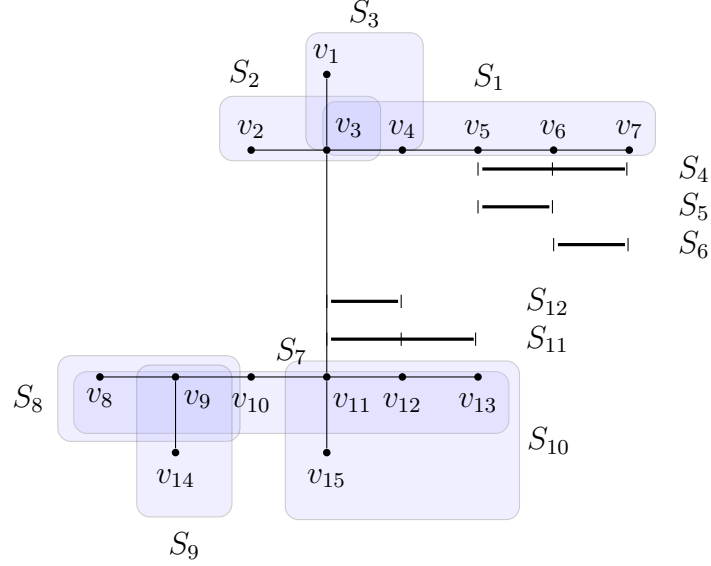 S₃
v₁
S₂
S₁
v₂ v₃ v₄ v₅ v₆ v₇
S₄
S₅
S₆
S₁₂
S₁₁
S₇
S₈
v₈ v₉ v₁₀ v₁₁ v₁₂ v₁₃
S₁₀
v₁₄ v₁₅
S₉